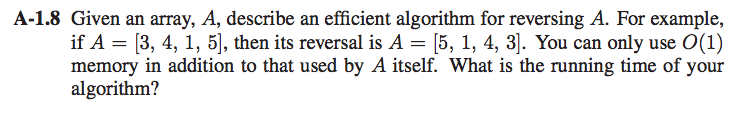 A-1.8 Given an array, A, describe an efficient algorithm for reversing A. For example,
if A = [3, 4, 1, 5], then its reversal is A = [5, 1, 4, 3]. You can only use O(1)
memory in addition to that used by A itself. What is the running time of your
algorithm?